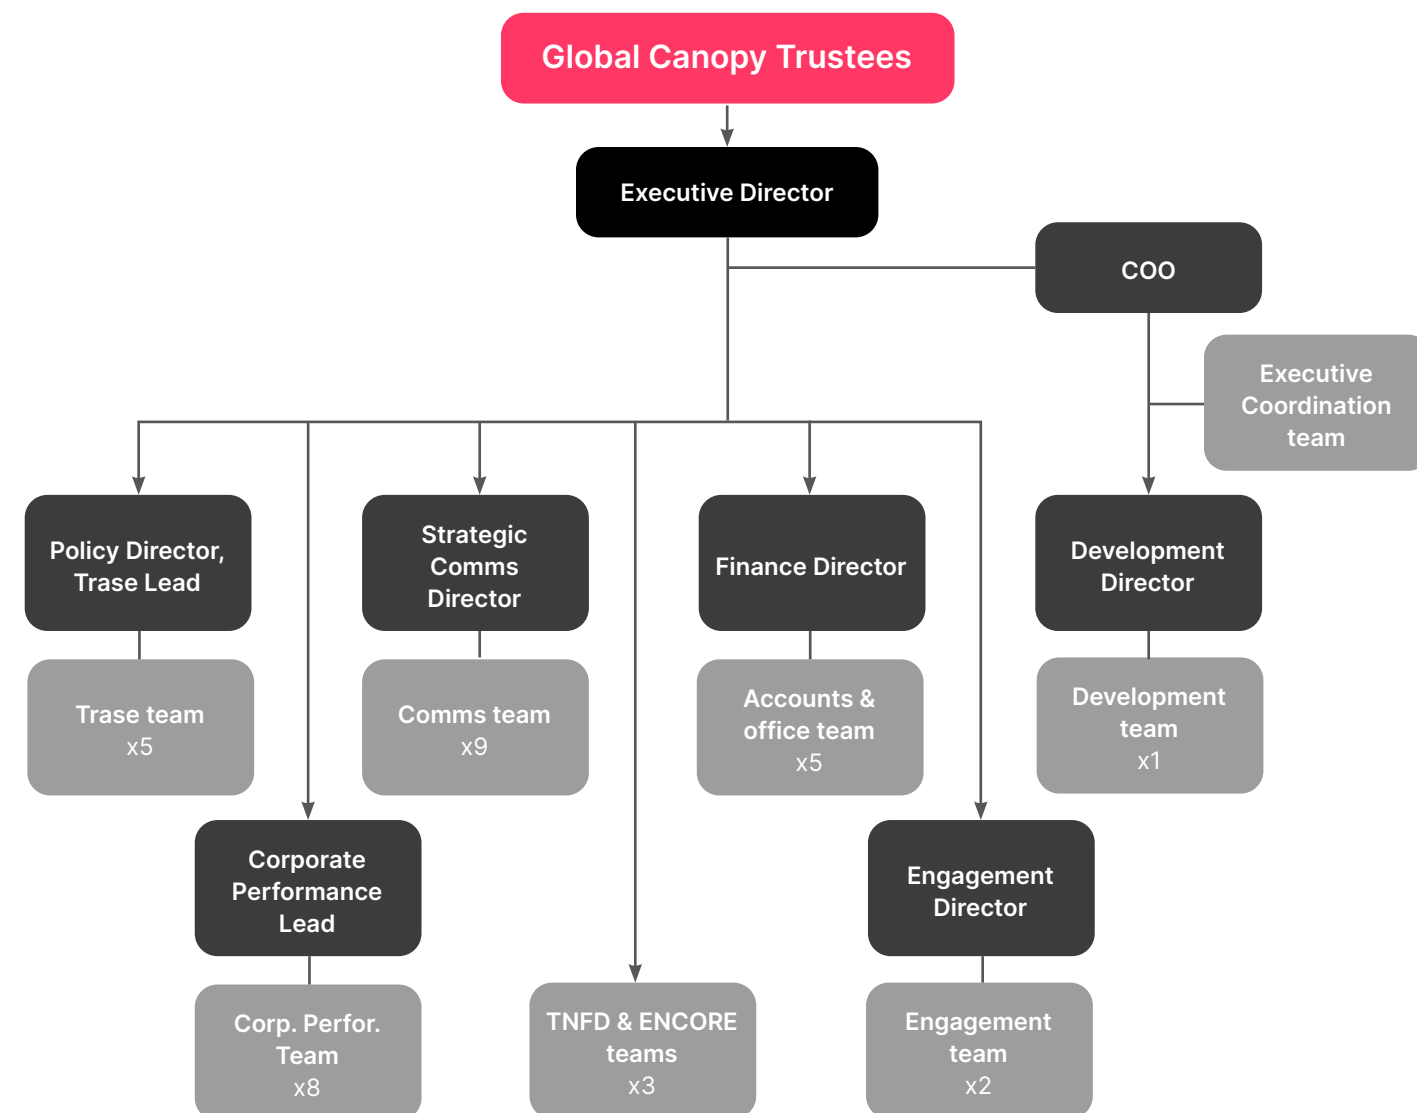 Global Canopy Trustees
Executive Director
COO
Executive
Coordination
team
Policy Director,
Trase Lead
Strategic
Comms
Director
Finance Director
Development
Director
Trase team
x5
Comms team
x9
Accounts &
office team
x5
Development
team
x1
Corporate
Performance
Lead
Engagement
Director
Corp. Perfor.
Team
x8
TNFD & ENCORE
teams
x3
Engagement
team
x2